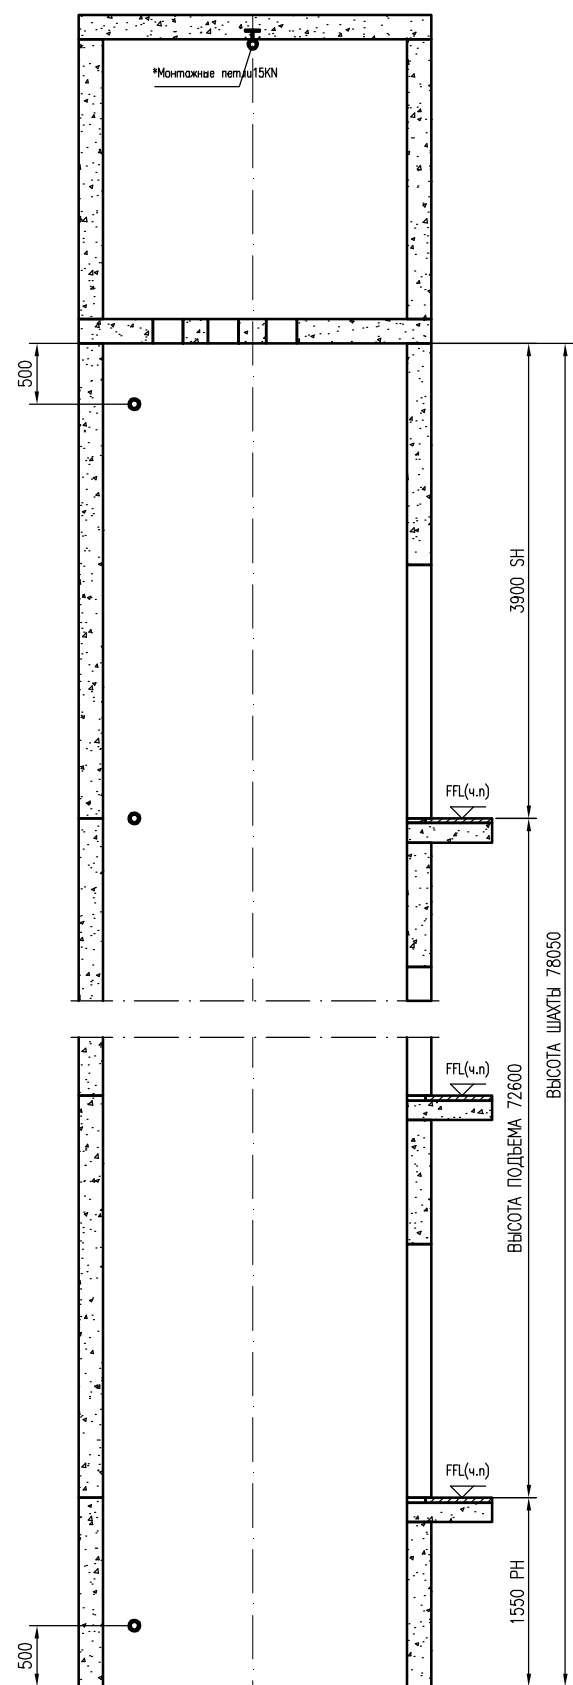 *Монтажные петли15KN
500
3900 SH
FFL(ч.п)
ВЫСОТА ШАХТЫ 78050
FFL(ч.п)
ВЫСОТА ПОДЪЕМА 72600
FFL(ч.п)
1550 PH
500